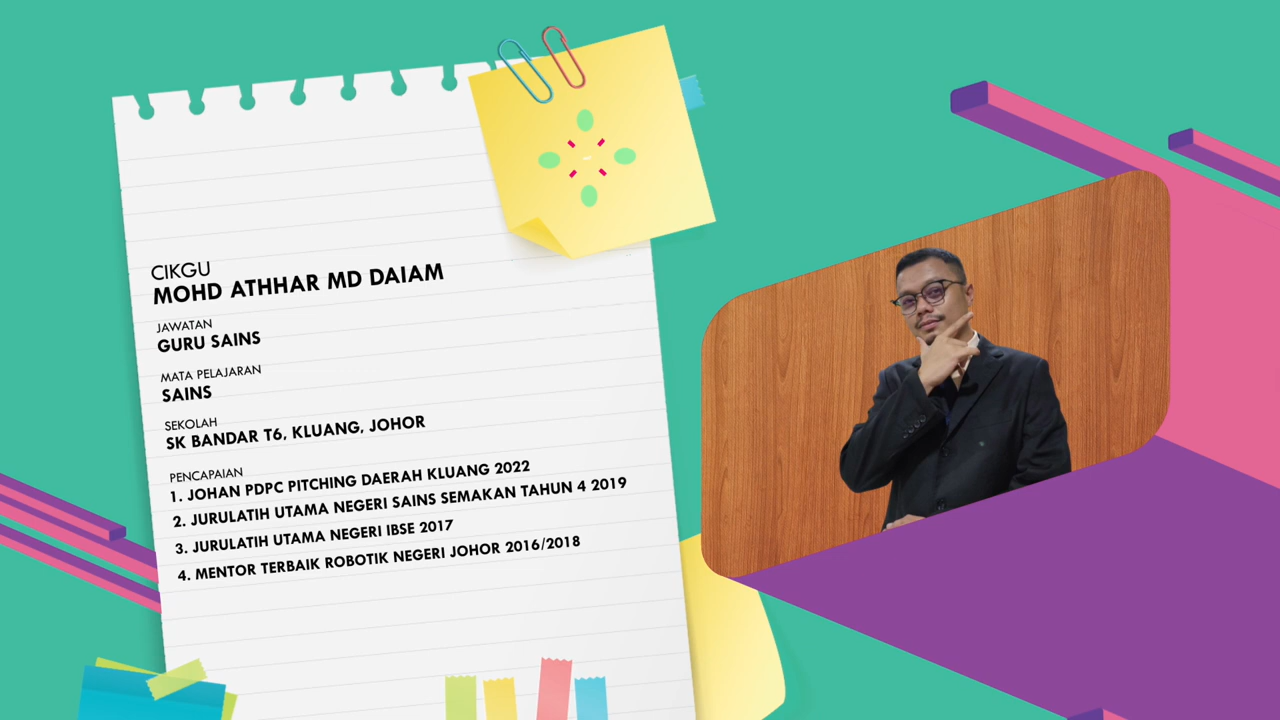 CIKGU
MOHD ATHHAR MD DAIAM
JAWATAN
GURU SAINS
MATA PELAJARAN
SAINS
SEKOLAH
SK BANDAR T6, KLUANG, JOHOR
PENCAPAIAN
1. JOHAN PDPC PITCHING DAERAH KLUANG 2022
2. JURULATIH UTAMA NEGERI SAINS SEMAKAN TAHUN 4 2019
3. JURULATIH UTAMA NEGERI IBSE 2017
4. MENTOR TERBAIK ROBOTIK NEGERI JOHOR 2016/2018